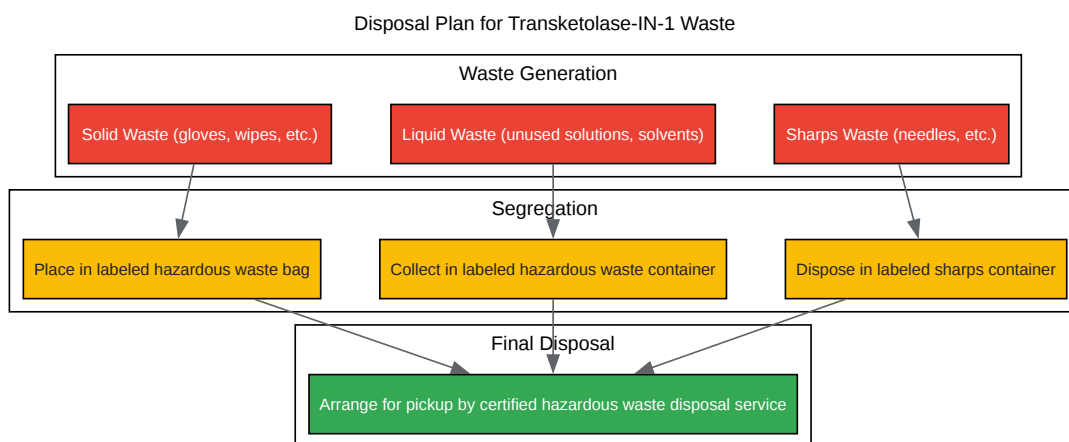 Disposal Plan for Transketolase-IN-1 Waste
Waste Generation
Solid Waste (gloves, wipes, etc.)
Liquid Waste (unused solutions, solvents)
Sharps Waste (needles, etc.)
Segregation
Place in labeled hazardous waste bag
Collect in labeled hazardous waste container
Dispose in labeled sharps container
Final Disposal
Arrange for pickup by certified hazardous waste disposal service